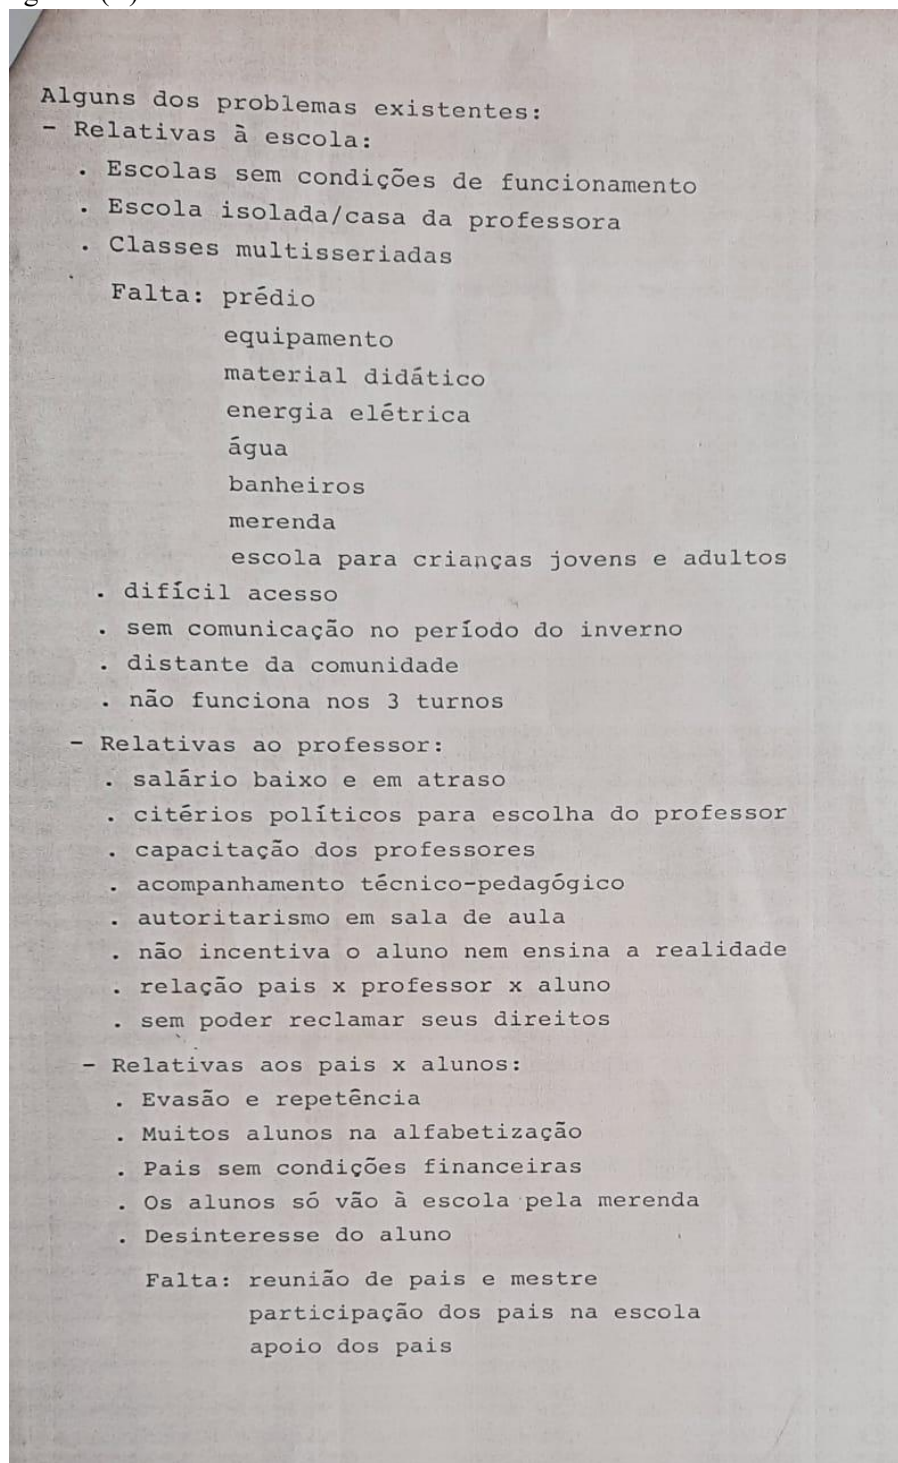 Alguns dos problemas existentes:
- Relativas à escola:
. Escolas sem condições de funcionamento
. Escola isolada/casa da professora
. Classes multisseriadas
Falta: prédio
equipamento
material didático
energia elétrica
água
banheiros
merenda
escola para crianças jovens e adultos
. difícil acesso
. sem comunicação no período do inverno
. distante da comunidade
. não funciona nos 3 turnos
- Relativas ao professor:
. salário baixo e em atraso
. citérios políticos para escolha do professor
. capacitação dos professores
. acompanhamento técnico-pedagógico
. autoritarismo em sala de aula
. não incentiva o aluno nem ensina a realidade
. relação pais x professor x aluno
. sem poder reclamar seus direitos
- Relativas aos pais x alunos:
. Evasão e repetência
. Muitos alunos na alfabetização
. Pais sem condições financeiras
. Os alunos só vão à escola pela merenda
. Desinteresse do aluno
Falta: reunião de pais e mestre
participação dos pais na escola
apoio dos pais